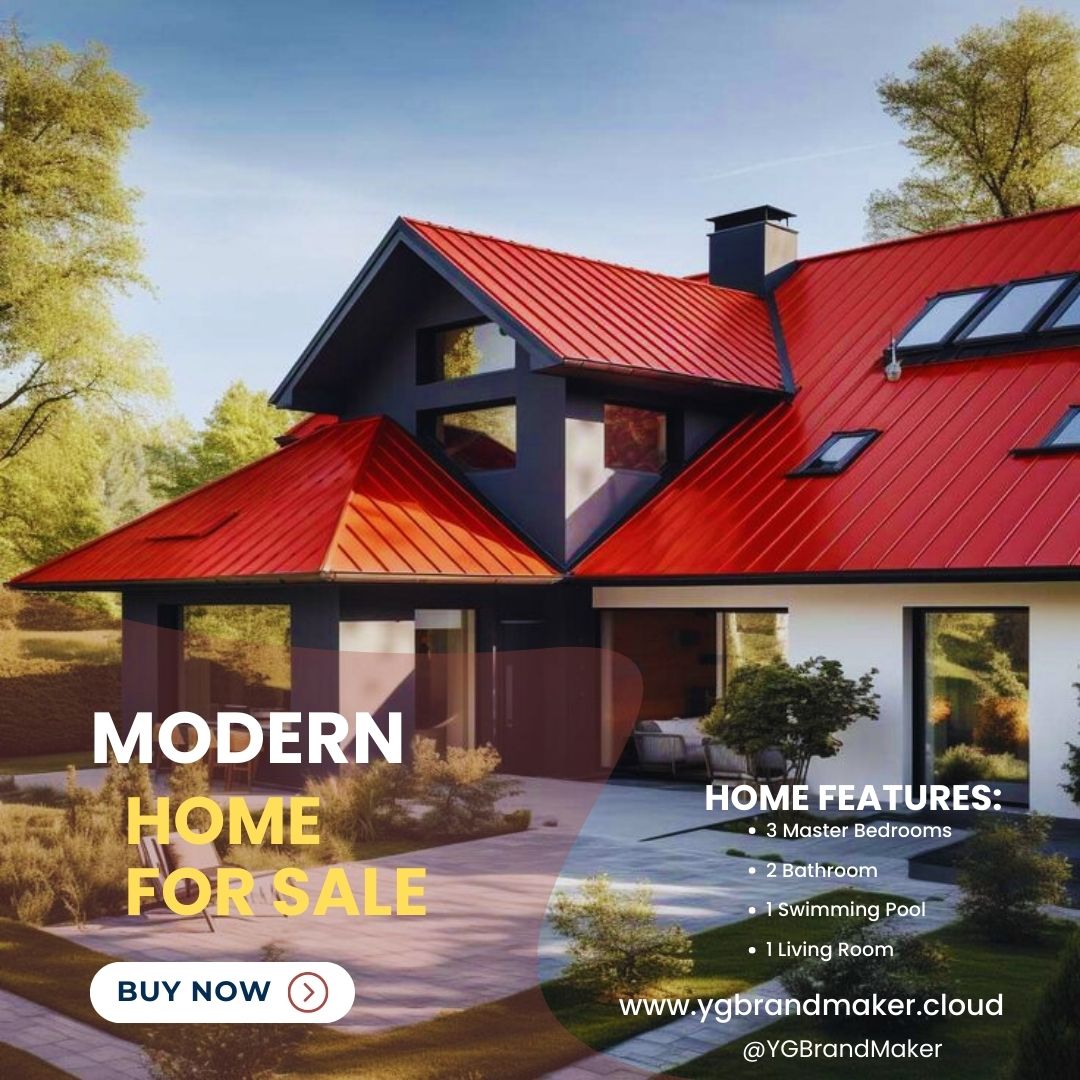 MODERN
HOME
FOR SALE
BUY NOW
HOME FEATURES:
• 3 Master Bedrooms
• 2 Bathroom
• 1 Swimming Pool
• 1 Living Room
www.ygbrandmaker.cloud
@YGBrandMaker